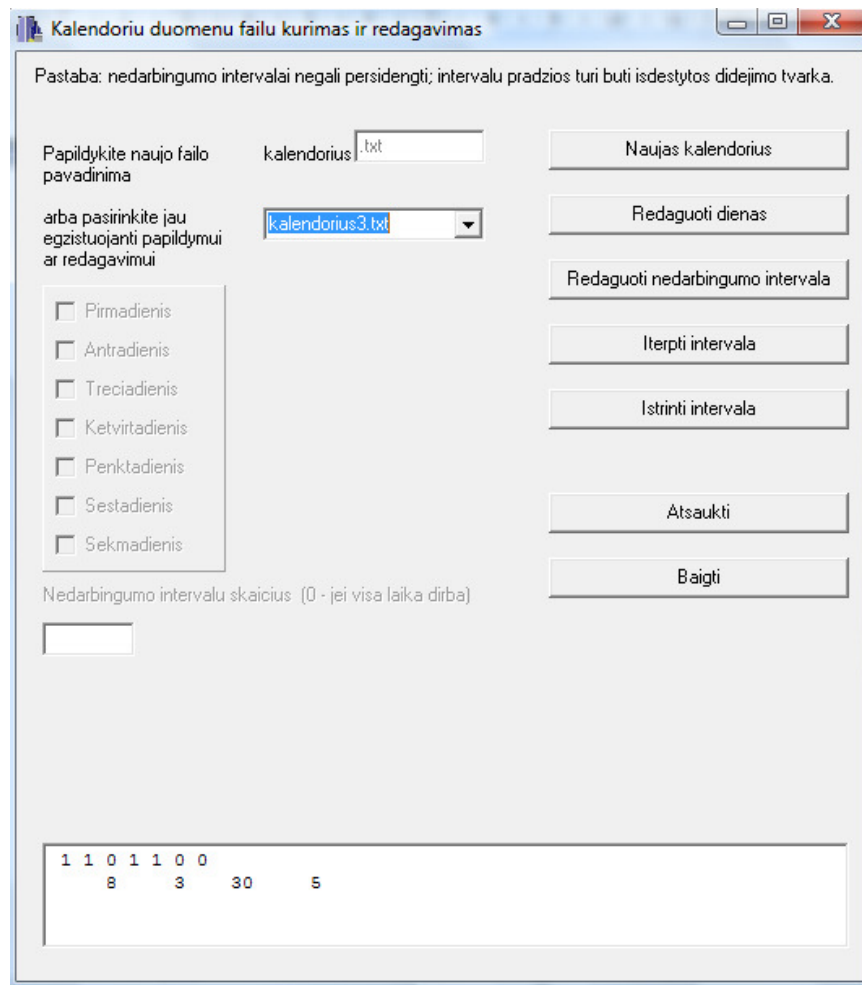 Kalendoriu duomenu failu kurimas ir redagavimas
Pastaba: nedarbingumo intervalai negali persidengti; intervalu pradzios turi buti isdestytos didejimo tvarka.
Papildykite naujo failo
pavadinima
kalendorius .txt
Naujas kalendorius
arba pasirinkite jau
egzistuojanti papildymui
ar redagavimui
kalendorius3.txt
Redaguoti dienas
Redaguoti nedarbingumo intervala
Iterpti intervala
Istrinti intervala
Pirmadienis
Antradienis
Treciadienis
Ketvirtadienis
Penktadienis
Sestadienis
Sekmadienis
Atsaukti
Baigti
Nedarbingumo intervalu skaicius (0 - jei visa laika dirba)
1 1 0 1 1 0 0
8 3 30 5